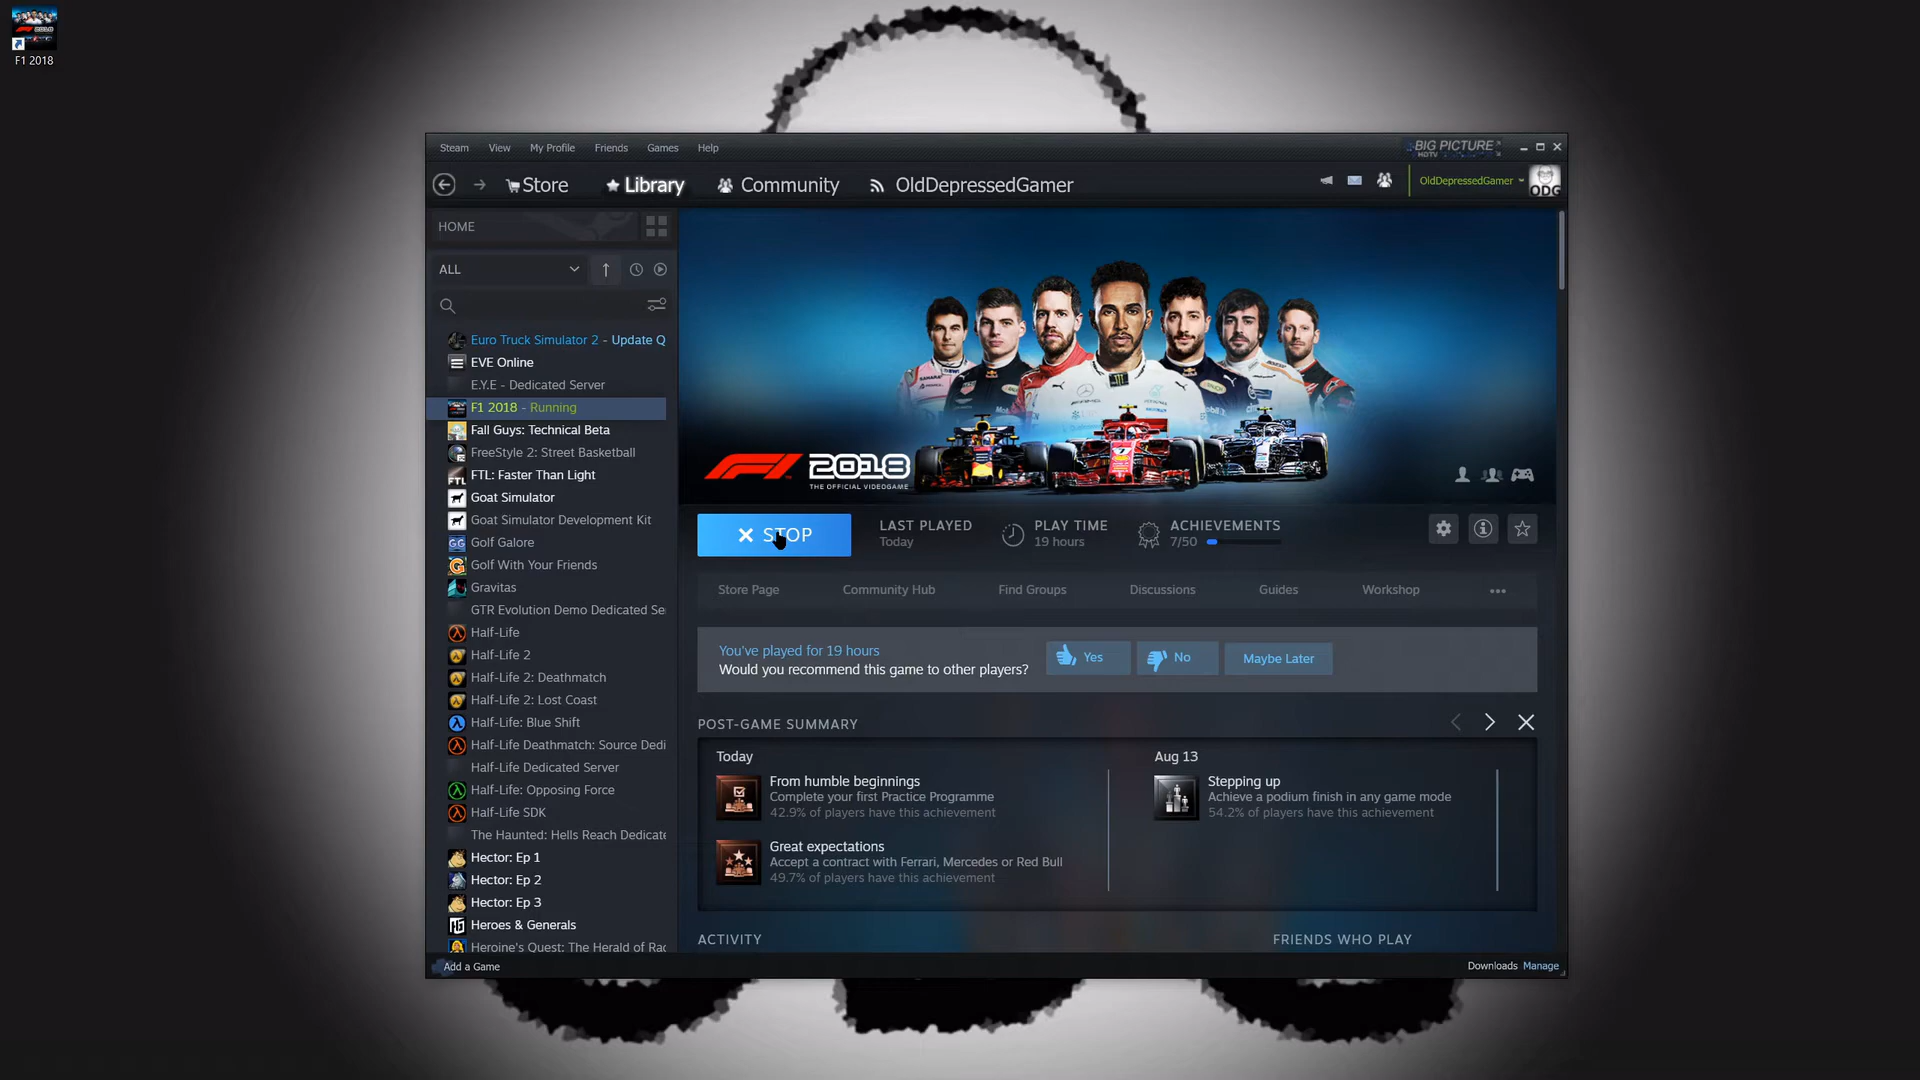 F1 2018
Steam View My Profile Friends Games Help
BIG PICTURE
HDTV
Store Library Community OldDepressedGamer
OldDepressedGamer
ODG
HOME
ALL
Euro Truck Simulator 2 - Update Q
EVE Online
E.Y.E - Dedicated Server
F1 2018 - Running
Fall Guys: Technical Beta
FreeStyle 2: Street Basketball
FTL: Faster Than Light
Goat Simulator
Goat Simulator Development Kit
Golf Galore
Golf With Your Friends
Gravitas
GTR Evolution Demo Dedicated Se
Half-Life
Half-Life 2
Half-Life 2: Deathmatch
Half-Life 2: Lost Coast
Half-Life: Blue Shift
Half-Life Deathmatch: Source Dedi
Half-Life Dedicated Server
Half-Life: Opposing Force
Half-Life SDK
The Haunted: Hells Reach Dedicate
Hector: Ep 1
Hector: Ep 2
Hector: Ep 3
Heroes & Generals
Heroine's Quest: The Herald of Rag
Add a Game
F1 2018
THE OFFICIAL VIDEOGAME
STOP
LAST PLAYED
Today
PLAY TIME
19 hours
ACHIEVEMENTS
7/50
Store Page Community Hub Find Groups Discussions Guides Workshop
You've played for 19 hours
Would you recommend this game to other players?
Yes No Maybe Later
POST-GAME SUMMARY
Today
From humble beginnings
Complete your first Practice Programme
42.9% of players have this achievement
Great expectations
Accept a contract with Ferrari, Mercedes or Red Bull
49.7% of players have this achievement
Aug 13
Stepping up
Achieve a podium finish in any game mode
54.2% of players have this achievement
ACTIVITY
FRIENDS WHO PLAY
Downloads Manage